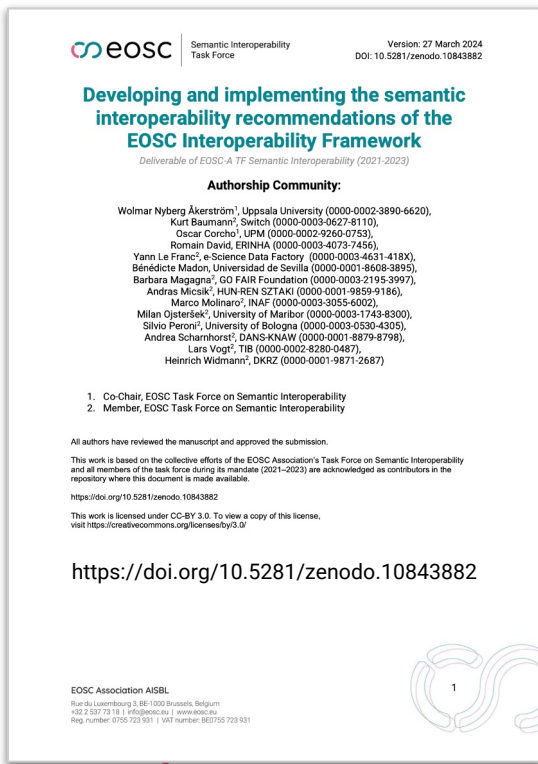 eosc
Semantic Interoperability
Task Force
Version: 27 March 2024
DOI: 10.5281/zenodo.10843882
Developing and implementing the semantic
interoperability recommendations of the
EOSC Interoperability Framework
Deliverable of EOSC-A TF Semantic Interoperability (2021-2023)
Authorship Community:
Wolmar Nyberg Åkerström¹, Uppsala University (0000-0002-3890-6620),
Kurt Baumann², Switch (0000-0003-0627-8110),
Oscar Corcho¹, UPM (0000-0002-9260-0753),
Romain David, ERINHA (0000-0003-4073-7456),
Yann Le Franc², e-Science Data Factory (0000-0003-4631-418X),
Bénédicte Madon, Universidad de Sevilla (0000-0001-8608-3895),
Barbara Magagna², GO FAIR Foundation (0000-0003-2195-3997),
Andras Micsik², HUN-REN SZTAKI (0000-0001-9859-9186),
Marco Molinaro², INAF (0000-0003-3055-6002),
Milan Ojsteršek², University of Maribor (0000-0003-1743-8300),
Silvio Peroni², University of Bologna (0000-0003-0530-4305),
Andrea Scharnhorst², DANS-KNAW (0000-0001-8879-8798),
Lars Vogt², TIB (0000-0002-8280-0487),
Heinrich Widmann², DKRZ (0000-0001-9871-2687)
1. Co-Chair, EOSC Task Force on Semantic Interoperability
2. Member, EOSC Task Force on Semantic Interoperability
All authors have reviewed the manuscript and approved the submission.
This work is based on the collective efforts of the EOSC Association's Task Force on Semantic Interoperability
and all members of the task force during its mandate (2021–2023) are acknowledged as contributors in the
repository where this document is made available.
https://doi.org/10.5281/zenodo.10843882
This work is licensed under CC-BY 3.0. To view a copy of this license,
visit https://creativecommons.org/licenses/by/3.0/
https://doi.org/10.5281/zenodo.10843882
EOSC Association AISBL
Rue du Luxembourg 3, BE-1000 Brussels, Belgium
+32 2 537 73 18 | info@eosc.eu | www.eosc.eu
Reg. number: 0755 723 931 | VAT number: BE0755 723 931
1